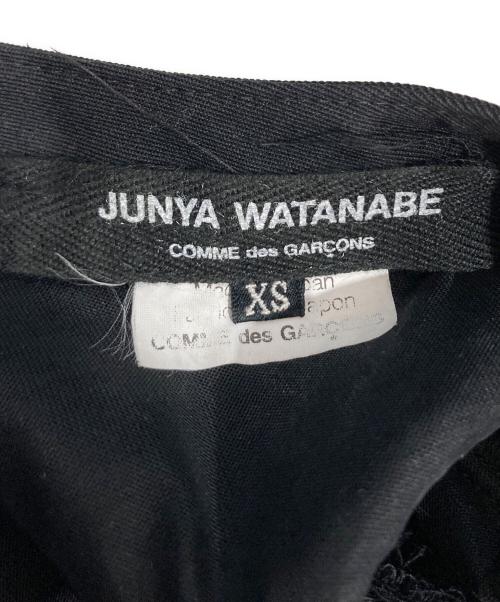 JUNYA WATANABE
COMME des GARÇONS
XS
COMME des GARÇONS